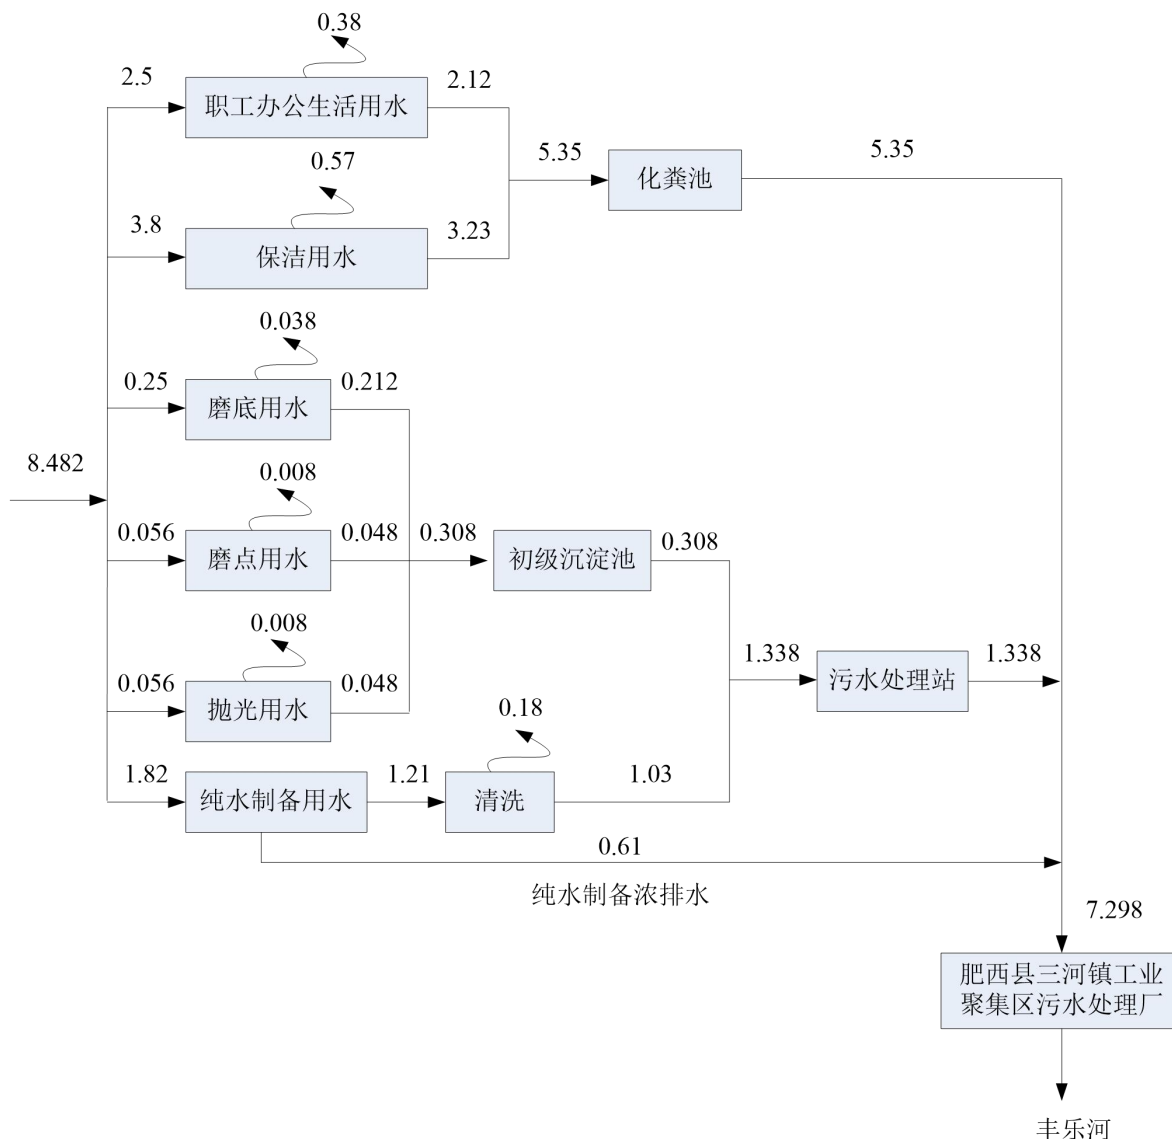 0.38
2.5
职工办公生活用水
2.12
0.57
5.35
化粪池
5.35
3.8
保洁用水
3.23
0.038
0.25
磨底用水
0.212
8.482
0.008
0.056
磨点用水
0.048
0.308
初级沉淀池
0.308
0.008
0.056
抛光用水
0.048
1.338
污水处理站
1.338
0.18
1.82
纯水制备用水
1.21
清洗
1.03
0.61
纯水制备浓排水
7.298
肥西县三河镇工业
聚集区污水处理厂
丰乐河